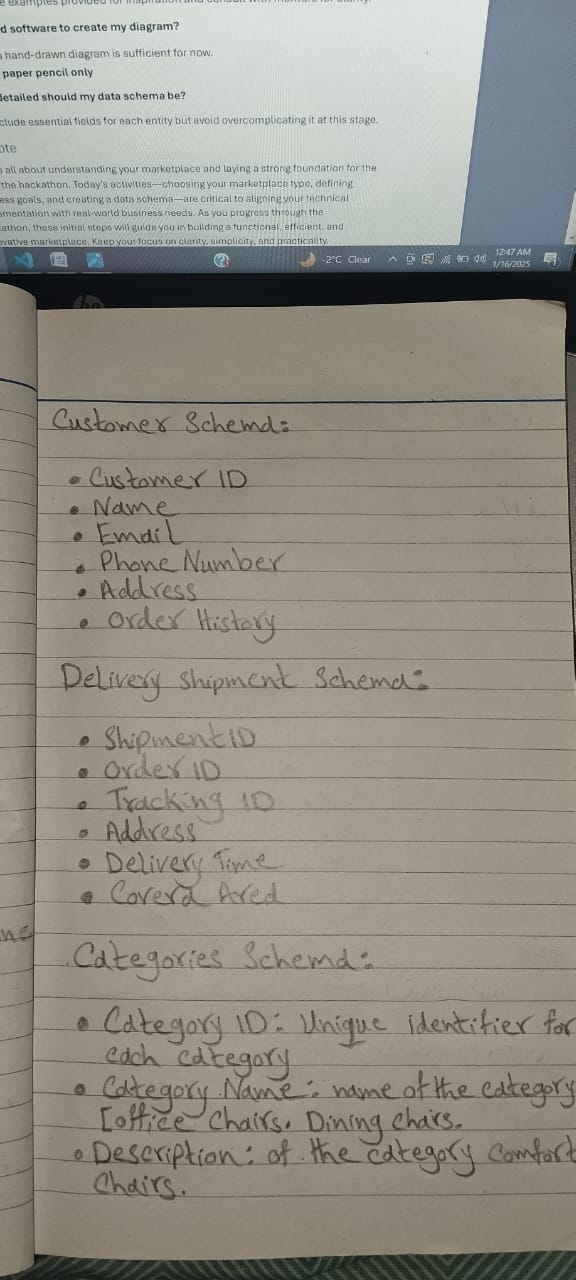 e examples provided for inspiration and consult with mentors for clarity.
d software to create my diagram?
hand-drawn diagram is sufficient for now.
paper pencil only
detailed should my data schema be?
clude essential fields for each entity but avoid overcomplicating it at this stage.
ote
all about understanding your marketplace and laying a strong foundation for the
the hackathon. Today's activities—choosing your marketplace type, defining
ess goals, and creating a data schema—are critical to aligning your technical
ementation with real-world business needs. As you progress through the
athon, these initial steps will guide you in building a functional, efficient, and
ovative marketplace. Keep your focus on clarity, simplicity, and practicality
-2°C Clear
12:47 AM
1/16/2025
hp
Customer Schema:
• Customer ID
• Name
• Email
• Phone Number
• Address
• Order History
Delivery Shipment Schema:
• Shipment ID
• Order ID
• Tracking ID
• Address
• Delivery Time
• Covera Area
Categories Schema:
• Category ID: Unique identifier for
each category
• Category Name: name of the category
[office Chairs. Dining chairs.
• Description: of the category Comfort
Chairs.